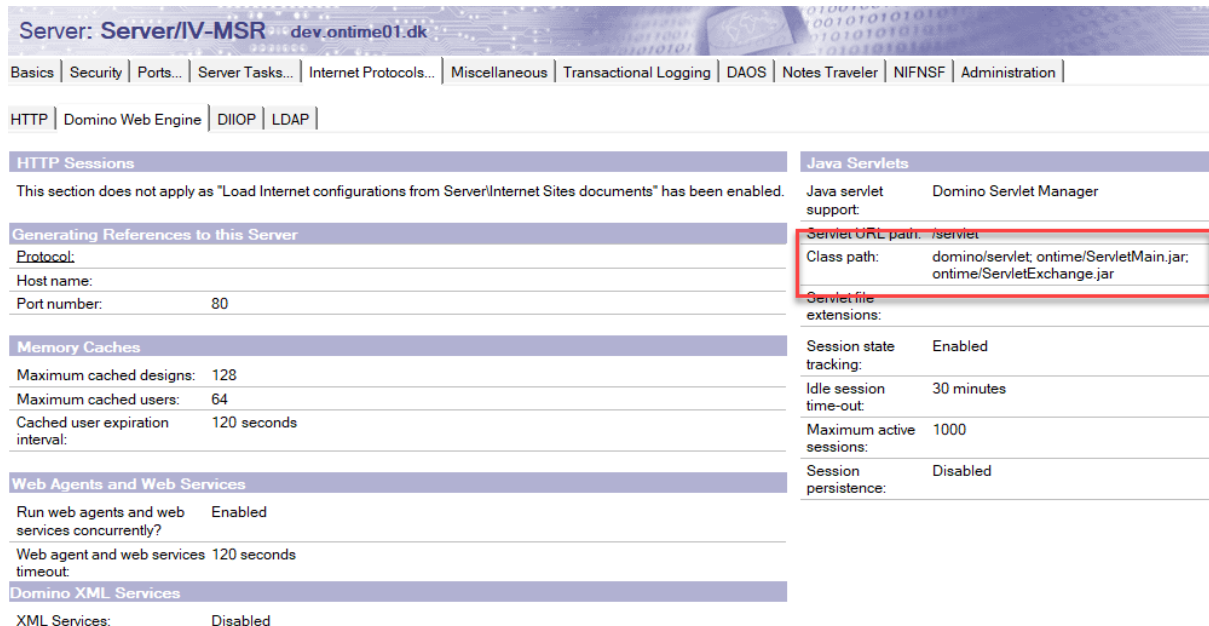 Server: Server/IV-MSR dev.ontime01.dk
Basics | Security | Ports... | Server Tasks... | Internet Protocols... | Miscellaneous | Transactional Logging | DAOS | Notes Traveler | NIFNSF | Administration |
HTTP | Domino Web Engine | DIIOP | LDAP |
HTTP Sessions
This section does not apply as "Load Internet configurations from Server\Internet Sites documents" has been enabled.
Generating References to this Server
Protocol:
Host name:
Port number: 80
Memory Caches
Maximum cached designs: 128
Maximum cached users: 64
Cached user expiration 120 seconds
interval:
Web Agents and Web Services
Run web agents and web Enabled
services concurrently?
Web agent and web services 120 seconds
timeout:
Domino XML Services
XML Services: Disabled
Java Servlets
Java servlet Domino Servlet Manager
support:
Servlet URL path: /servlet
Class path: domino/servlet; ontime/ServletMain.jar;
ontime/ServletExchange.jar
Servlet file
extensions:
Session state Enabled
tracking:
Idle session 30 minutes
time-out:
Maximum active 1000
sessions:
Session Disabled
persistence: